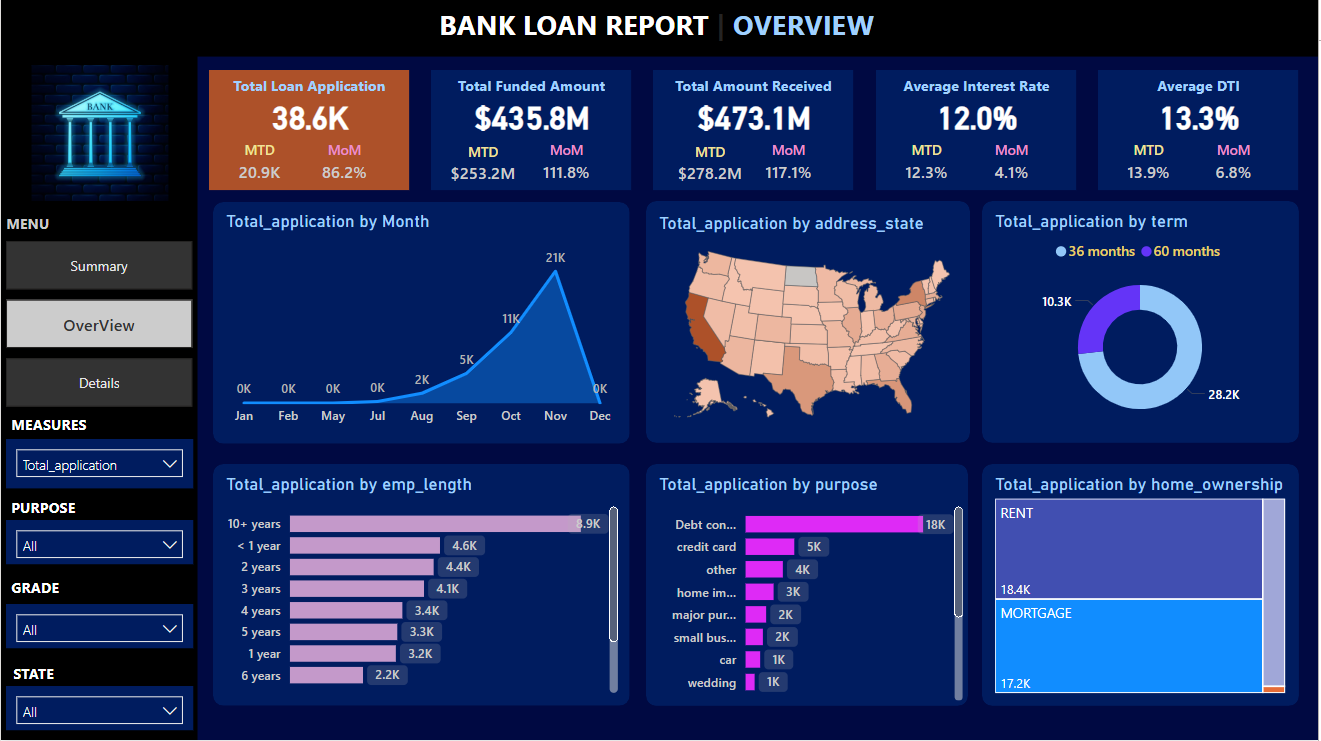 BANK LOAN REPORT | OVERVIEW
BANK
Total Loan Application
38.6K
MTD MoM
20.9K 86.2%
Total Funded Amount
$435.8M
MTD MoM
$253.2M 111.8%
Total Amount Received
$473.1M
MTD MoM
$278.2M 117.1%
Average Interest Rate
12.0%
MTD MoM
12.3% 4.1%
Average DTI
13.3%
MTD MoM
13.9% 6.8%
MENU
Summary
OverView
Details
MEASURES
Total_application
PURPOSE
All
GRADE
All
STATE
All
Total_application by Month
0K 0K 0K 0K 2K 5K 11K 21K 0K
Jan Feb May Jul Aug Sep Oct Nov Dec
Total_application by address_state
Total_application by term
36 months 60 months
10.3K
28.2K
Total_application by emp_length
10+ years 8.9K
< 1 year 4.6K
2 years 4.4K
3 years 4.1K
4 years 3.4K
5 years 3.3K
1 year 3.2K
6 years 2.2K
Total_application by purpose
Debt con... 18K
credit card 5K
other 4K
home im... 3K
major pur... 2K
small bus... 2K
car 1K
wedding 1K
Total_application by home_ownership
RENT
18.4K
MORTGAGE
17.2K